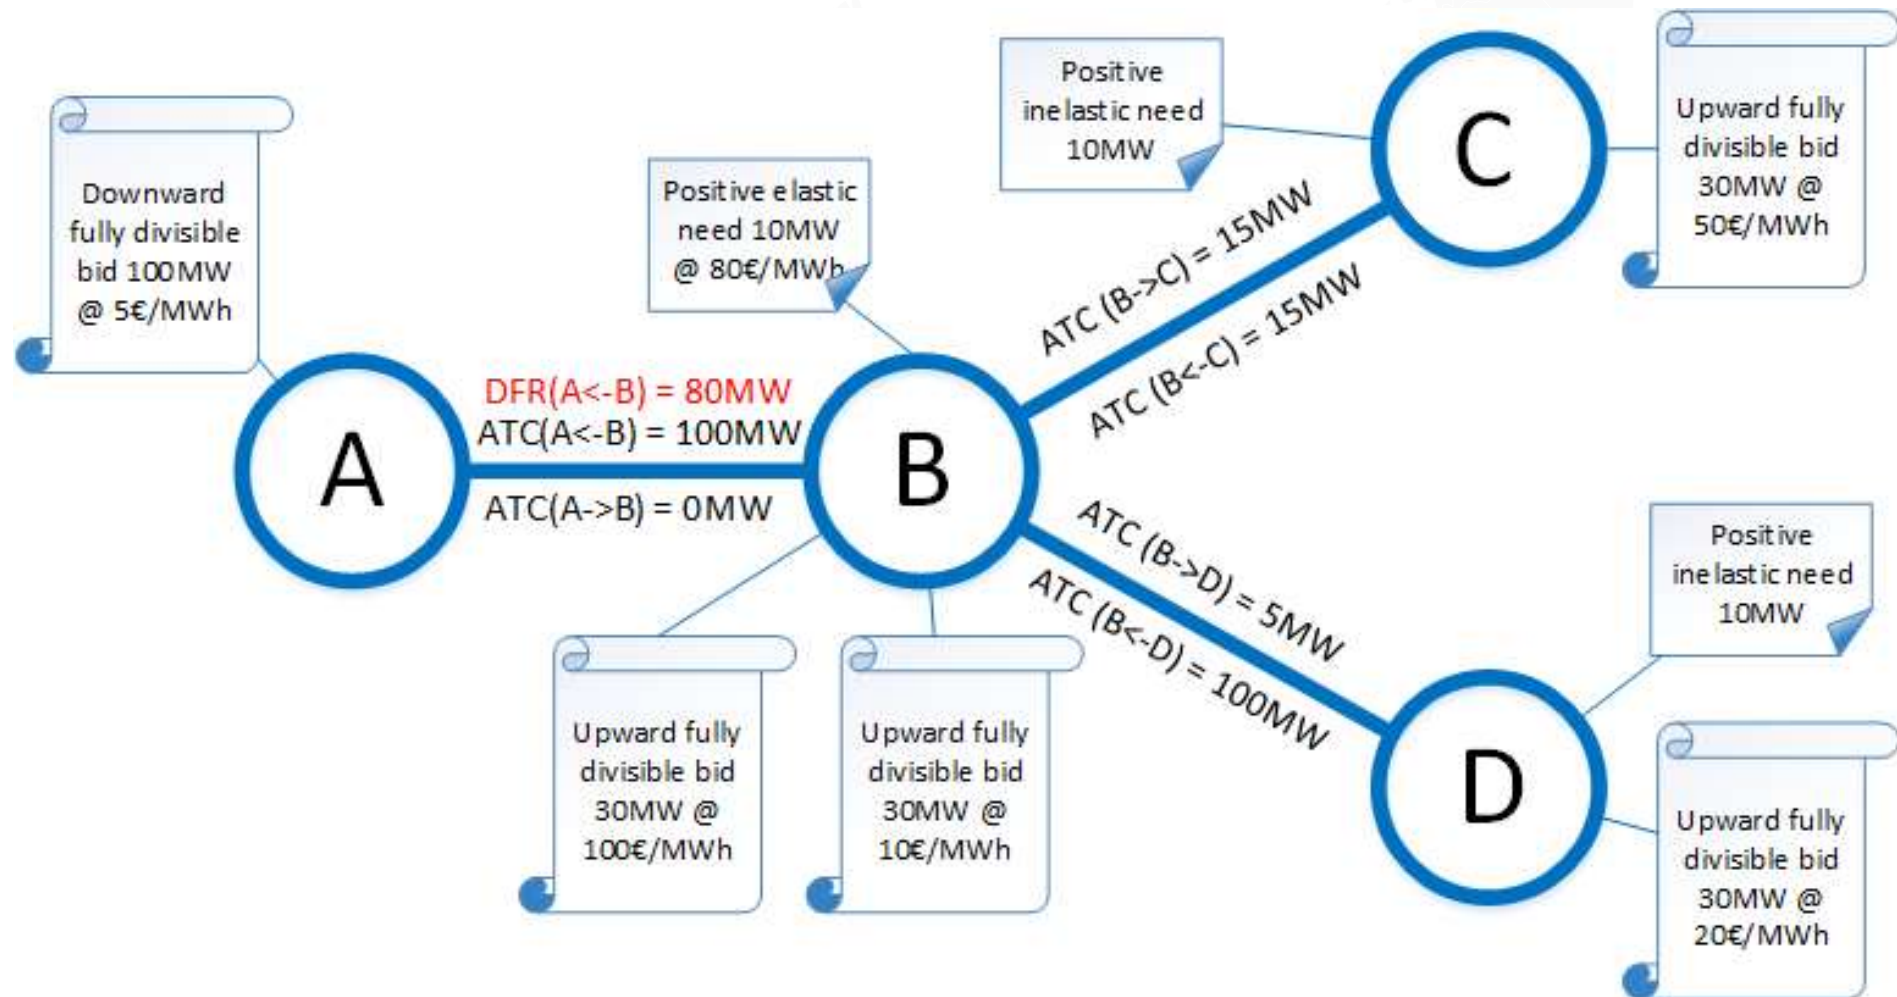 Downward
fully divisible
bid 100MW
@ 5€/MWh
Positive elastic
need 10MW
@ 80€/MWh
Positive
inelastic need
10MW
Upward fully
divisible bid
30MW @
50€/MWh
ATC (B->C) = 15MW
ATC (B<-C) = 15MW
C
DFR(A<-B) = 80MW
ATC(A<-B) = 100MW
ATC(A->B) = 0MW
A
B
ATC (B->D) = 5MW
ATC (B<-D) = 100MW
Positive
inelastic need
10MW
D
Upward fully
divisible bid
30MW @
100€/MWh
Upward fully
divisible bid
30MW @
10€/MWh
Upward fully
divisible bid
30MW @
20€/MWh